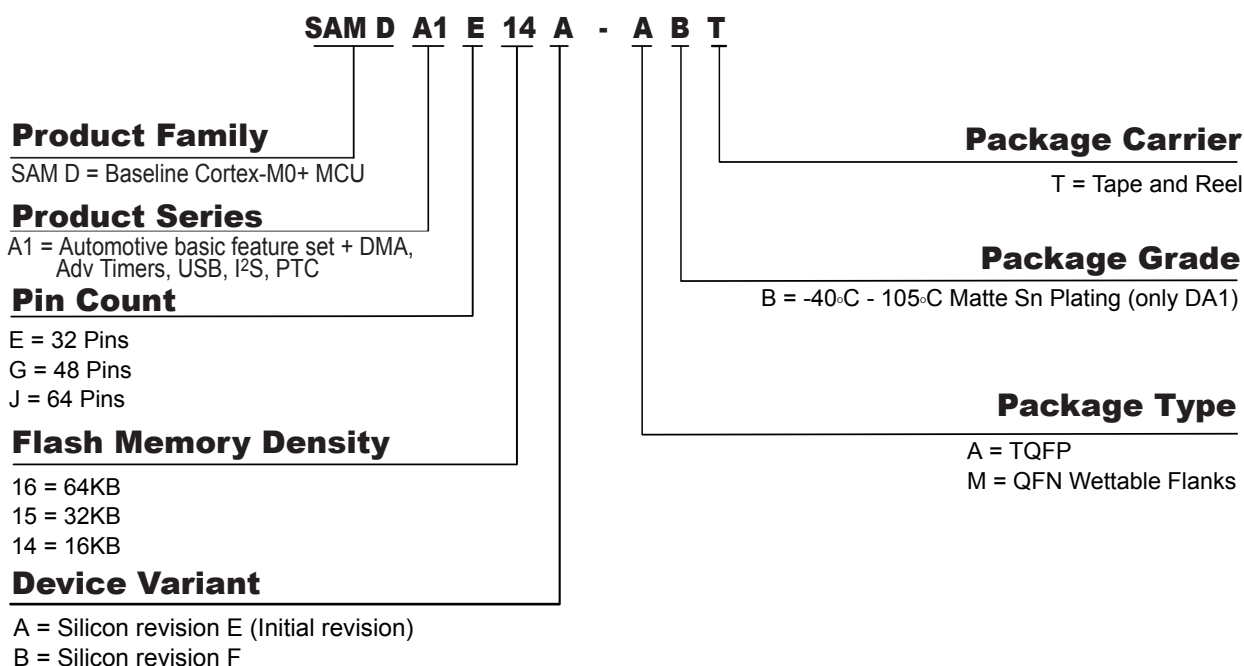 SAM D A1 E 14 A - A B T
Product Family
SAM D = Baseline Cortex-M0+ MCU
Product Series
A1 = Automotive basic feature set + DMA,
Adv Timers, USB, I²S, PTC
Pin Count
E = 32 Pins
G = 48 Pins
J = 64 Pins
Flash Memory Density
16 = 64KB
15 = 32KB
14 = 16KB
Device Variant
A = Silicon revision E (Initial revision)
B = Silicon revision F
Package Carrier
T = Tape and Reel
Package Grade
B = -40◦C - 105◦C Matte Sn Plating (only DA1)
Package Type
A = TQFP
M = QFN Wettable Flanks